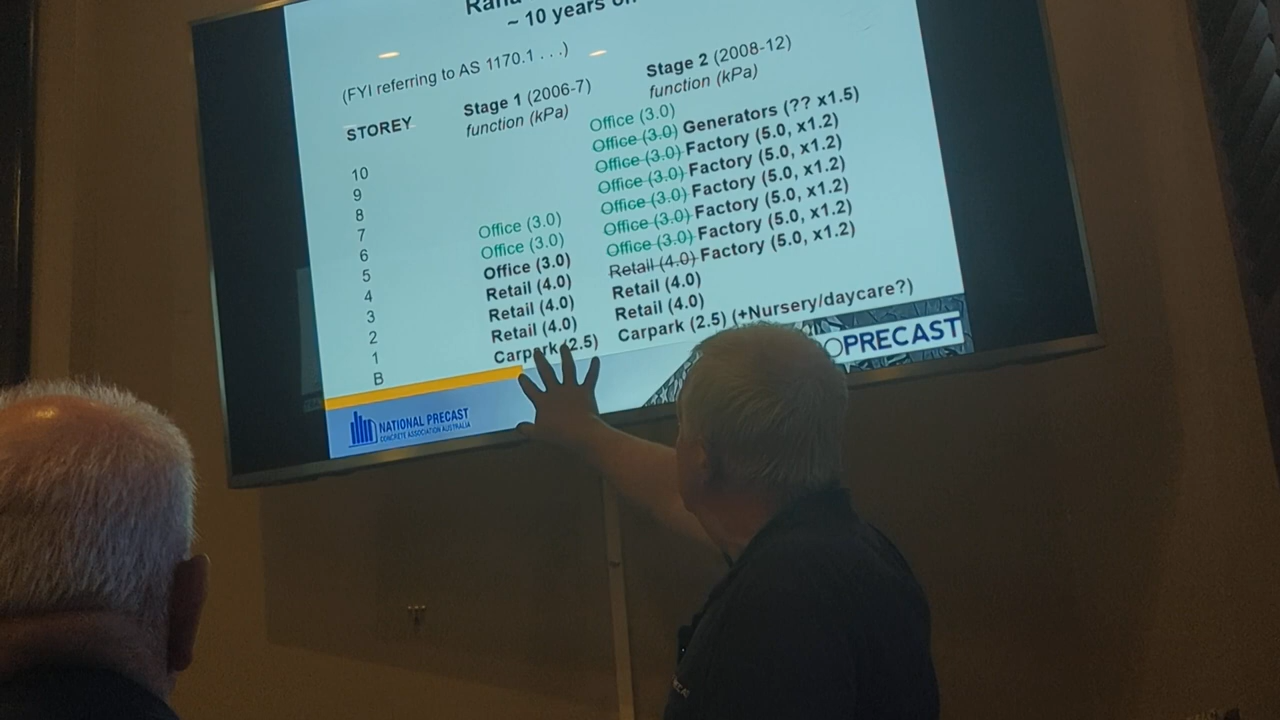 ~ 10 years
(FYI referring to AS 1170.1 . . .)
STOREY
10
9
8
7
6
5
4
3
2
1
B
Stage 1 (2006-7)
function (kPa)
Office (3.0)
Office (3.0)
Office (3.0)
Retail (4.0)
Retail (4.0)
Retail (4.0)
Carpark (2.5)
Stage 2 (2008-12)
function (kPa)
Office (3.0)
Office (3.0) Generators (?? x1.5)
Office (3.0) Factory (5.0, x1.2)
Office (3.0) Factory (5.0, x1.2)
Office (3.0) Factory (5.0, x1.2)
Office (3.0) Factory (5.0, x1.2)
Office (3.0) Factory (5.0, x1.2)
Retail (4.0) Factory (5.0, x1.2)
Retail (4.0)
Retail (4.0)
Carpark (2.5) (+Nursery/daycare?)
NATIONAL PRECAST
CONCRETE ASSOCIATION AUSTRALIA
PRECAST